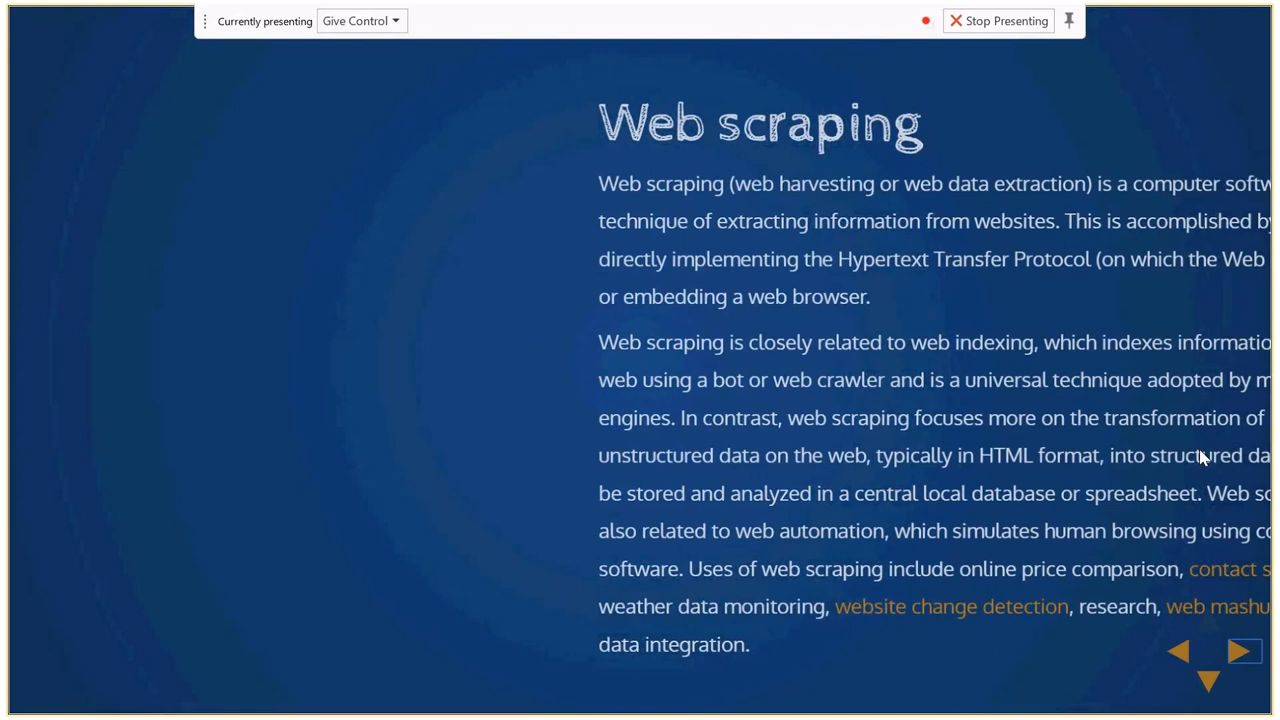 Currently presenting Give Control Stop Presenting
Web scraping
Web scraping (web harvesting or web data extraction) is a computer softw
technique of extracting information from websites. This is accomplished by
directly implementing the Hypertext Transfer Protocol (on which the Web
or embedding a web browser.
Web scraping is closely related to web indexing, which indexes informatio
web using a bot or web crawler and is a universal technique adopted by m
engines. In contrast, web scraping focuses more on the transformation of
unstructured data on the web, typically in HTML format, into structured da
be stored and analyzed in a central local database or spreadsheet. Web sc
also related to web automation, which simulates human browsing using co
software. Uses of web scraping include online price comparison, contact s
weather data monitoring, website change detection, research, web mashu
data integration.